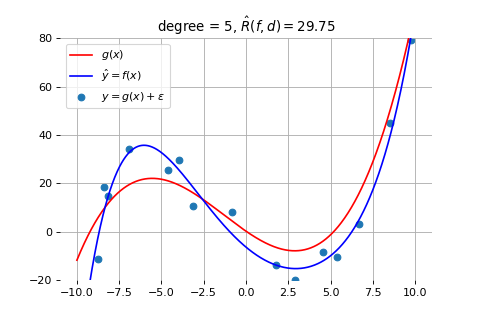 degree = 5, R̂(f, d) = 29.75
g(x)
ŷ = f(x)
y = g(x) + ε
80
60
40
20
0
−20
−10.0 −7.5 −5.0 −2.5 0.0 2.5 5.0 7.5 10.0